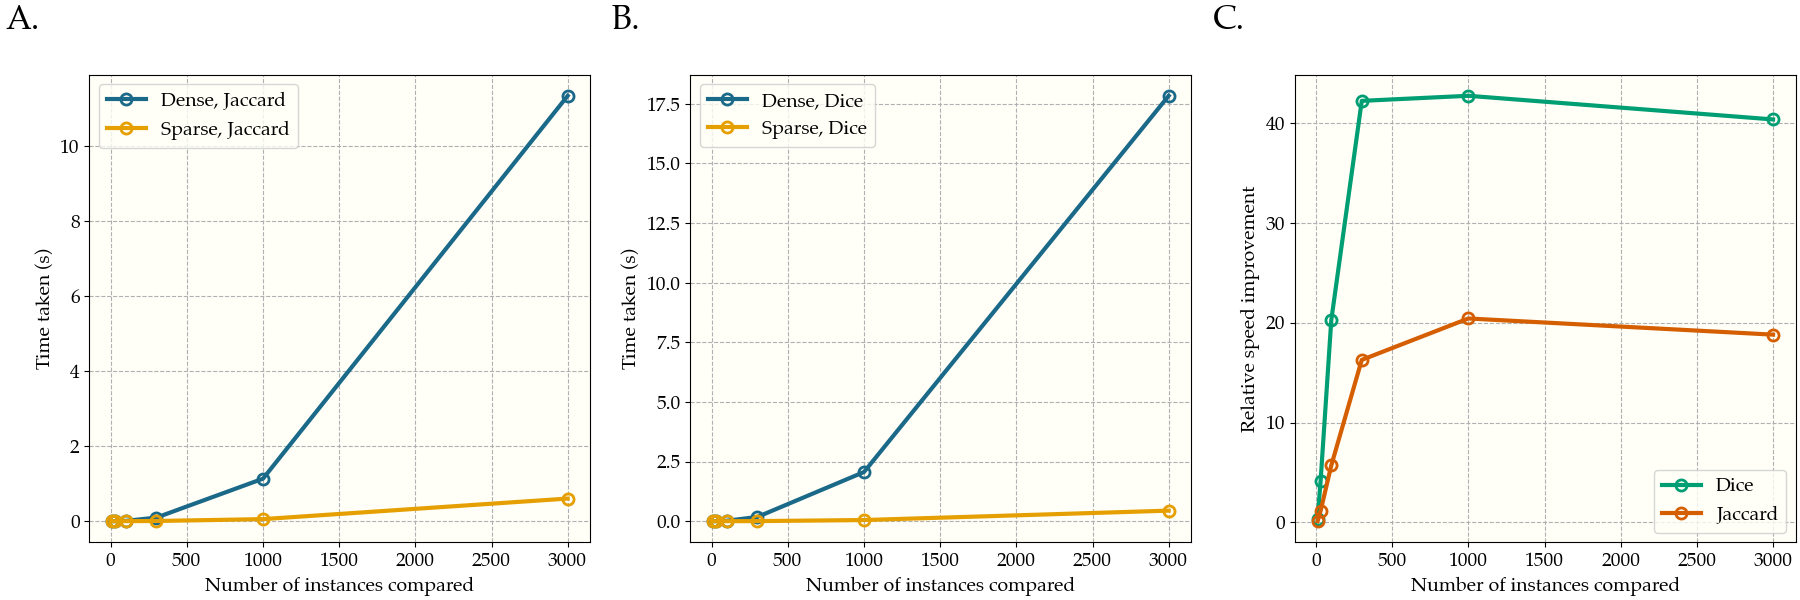 A.
Dense, Jaccard
Sparse, Jaccard
10
8
6
4
2
0
Time taken (s)
0 500 1000 1500 2000 2500 3000
Number of instances compared
B.
Dense, Dice
Sparse, Dice
17.5
15.0
12.5
10.0
7.5
5.0
2.5
0.0
Time taken (s)
0 500 1000 1500 2000 2500 3000
Number of instances compared
C.
40
30
20
10
0
Relative speed improvement
Dice
Jaccard
0 500 1000 1500 2000 2500 3000
Number of instances compared